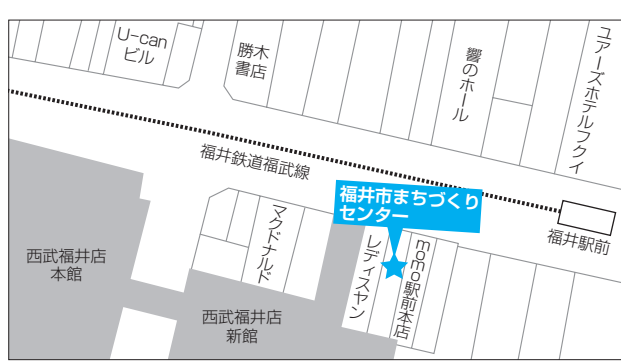 U-can
ビル
勝木
書店
響のホール
ユアーズホテルフクイ
福井鉄道福武線
福井市まちづくり
センター
福井駅前
マクドナルド
レディスヤン
momo駅前本店
西武福井店
本館
西武福井店
新館